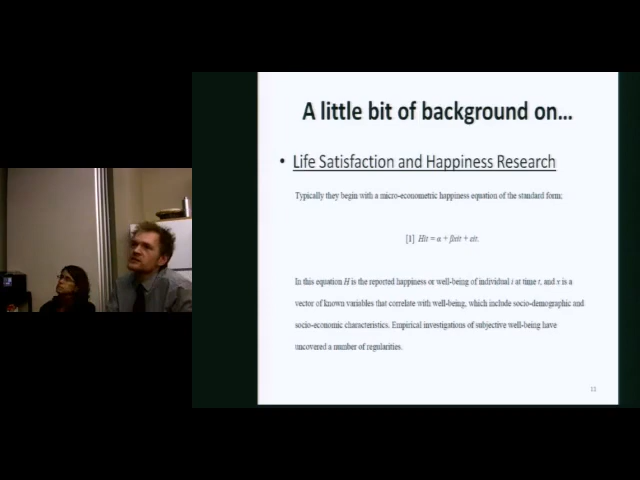 A little bit of background on...
• Life Satisfaction and Happiness Research
Typically they begin with a micro-econometric happiness equation of the standard form:
[1] Hit = α + βxit + εit.
In this equation H is the reported happiness or well-being of individual i at time t, and x is a
vector of known variables that correlate with well-being, which include socio-demographic and
socio-economic characteristics. Empirical investigations of subjective well-being have
uncovered a number of regularities.
11